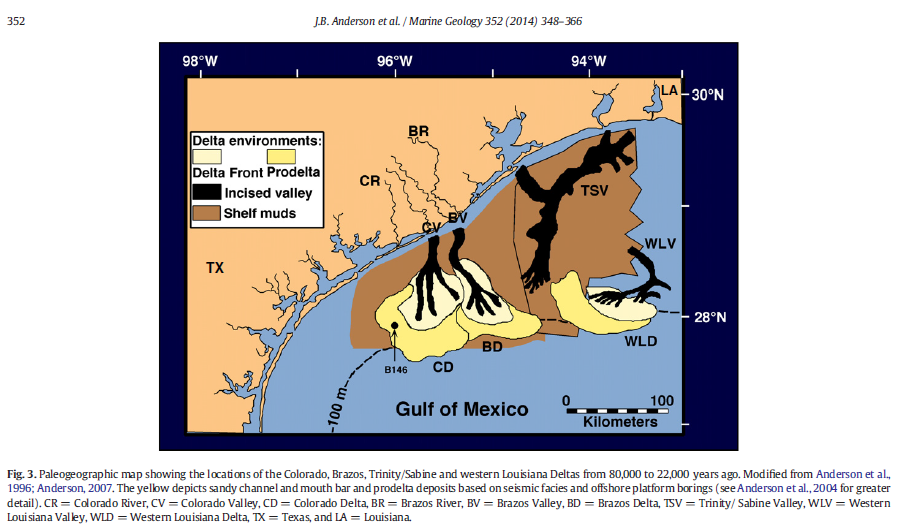 352
J.B. Anderson et al. / Marine Geology 352 (2014) 348–366
98°W
96°W
94°W
LA
30°N
Delta environments:
Delta Front Prodelta
Incised valley
Shelf muds
BR
CR
TSV
BV
CV
WLV
TX
28°N
WLD
BD
CD
B146
100 m
Gulf of Mexico
0 100
Kilometers
Fig. 3. Paleogeographic map showing the locations of the Colorado, Brazos, Trinity/Sabine and western Louisiana Deltas from 80,000 to 22,000 years ago. Modified from Anderson et al.,
1996; Anderson, 2007. The yellow depicts sandy channel and mouth bar and prodelta deposits based on seismic facies and offshore platform borings (see Anderson et al., 2004 for greater
detail). CR = Colorado River, CV = Colorado Valley, CD = Colorado Delta, BR = Brazos River, BV = Brazos Valley, BD = Brazos Delta, TSV = Trinity/ Sabine Valley, WLV = Western
Louisiana Valley, WLD = Western Louisiana Delta, TX = Texas, and LA = Louisiana.